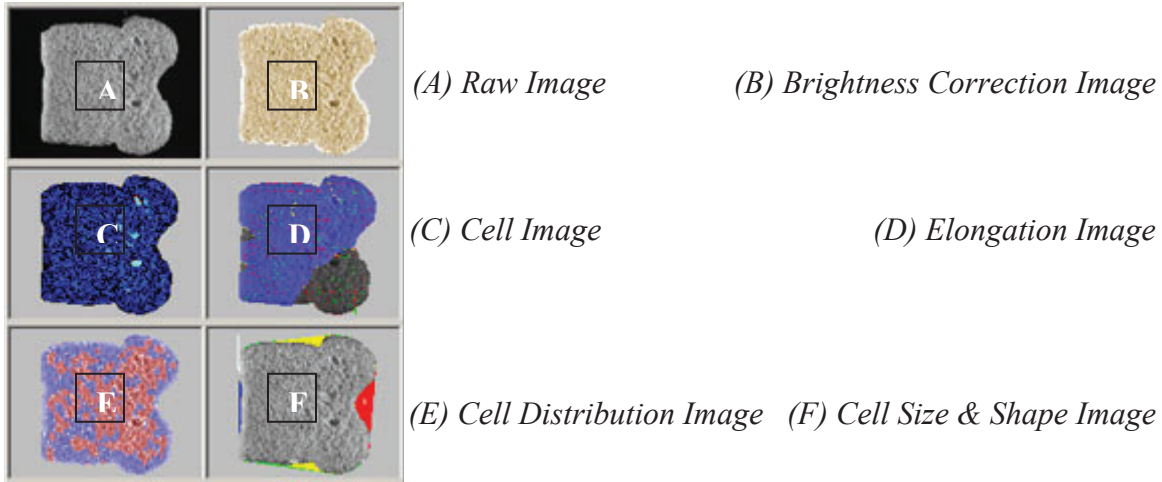 A B
(A) Raw Image (B) Brightness Correction Image
C D
(C) Cell Image (D) Elongation Image
E F
(E) Cell Distribution Image (F) Cell Size & Shape Image